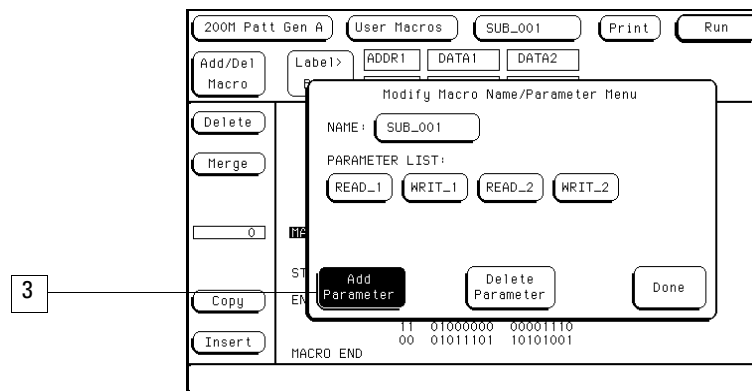 200M Patt Gen A User Macros SUB_001 Print Run
Add/Del Macro
Label>
ADDR1 DATA1 DATA2
Modify Macro Name/Parameter Menu
Delete
NAME: SUB_001
Merge
PARAMETER LIST:
READ_1 WRIT_1 READ_2 WRIT_2
0
3
Add Parameter
Delete Parameter
Done
Copy
11 01000000 00001110
Insert
00 01011101 10101001
MACRO END